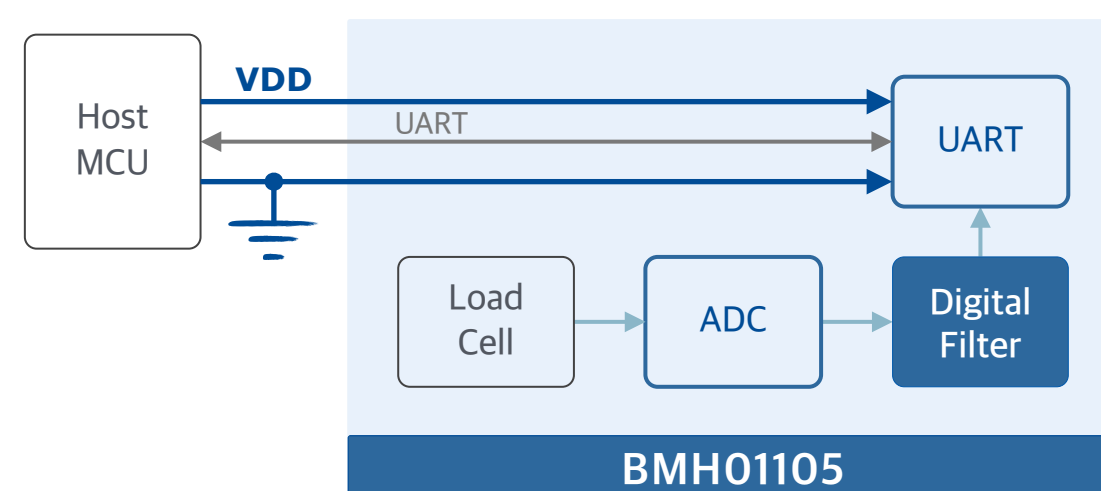 VDD
Host
MCU
UART
UART
Load
Cell
ADC
Digital
Filter
BMH01105